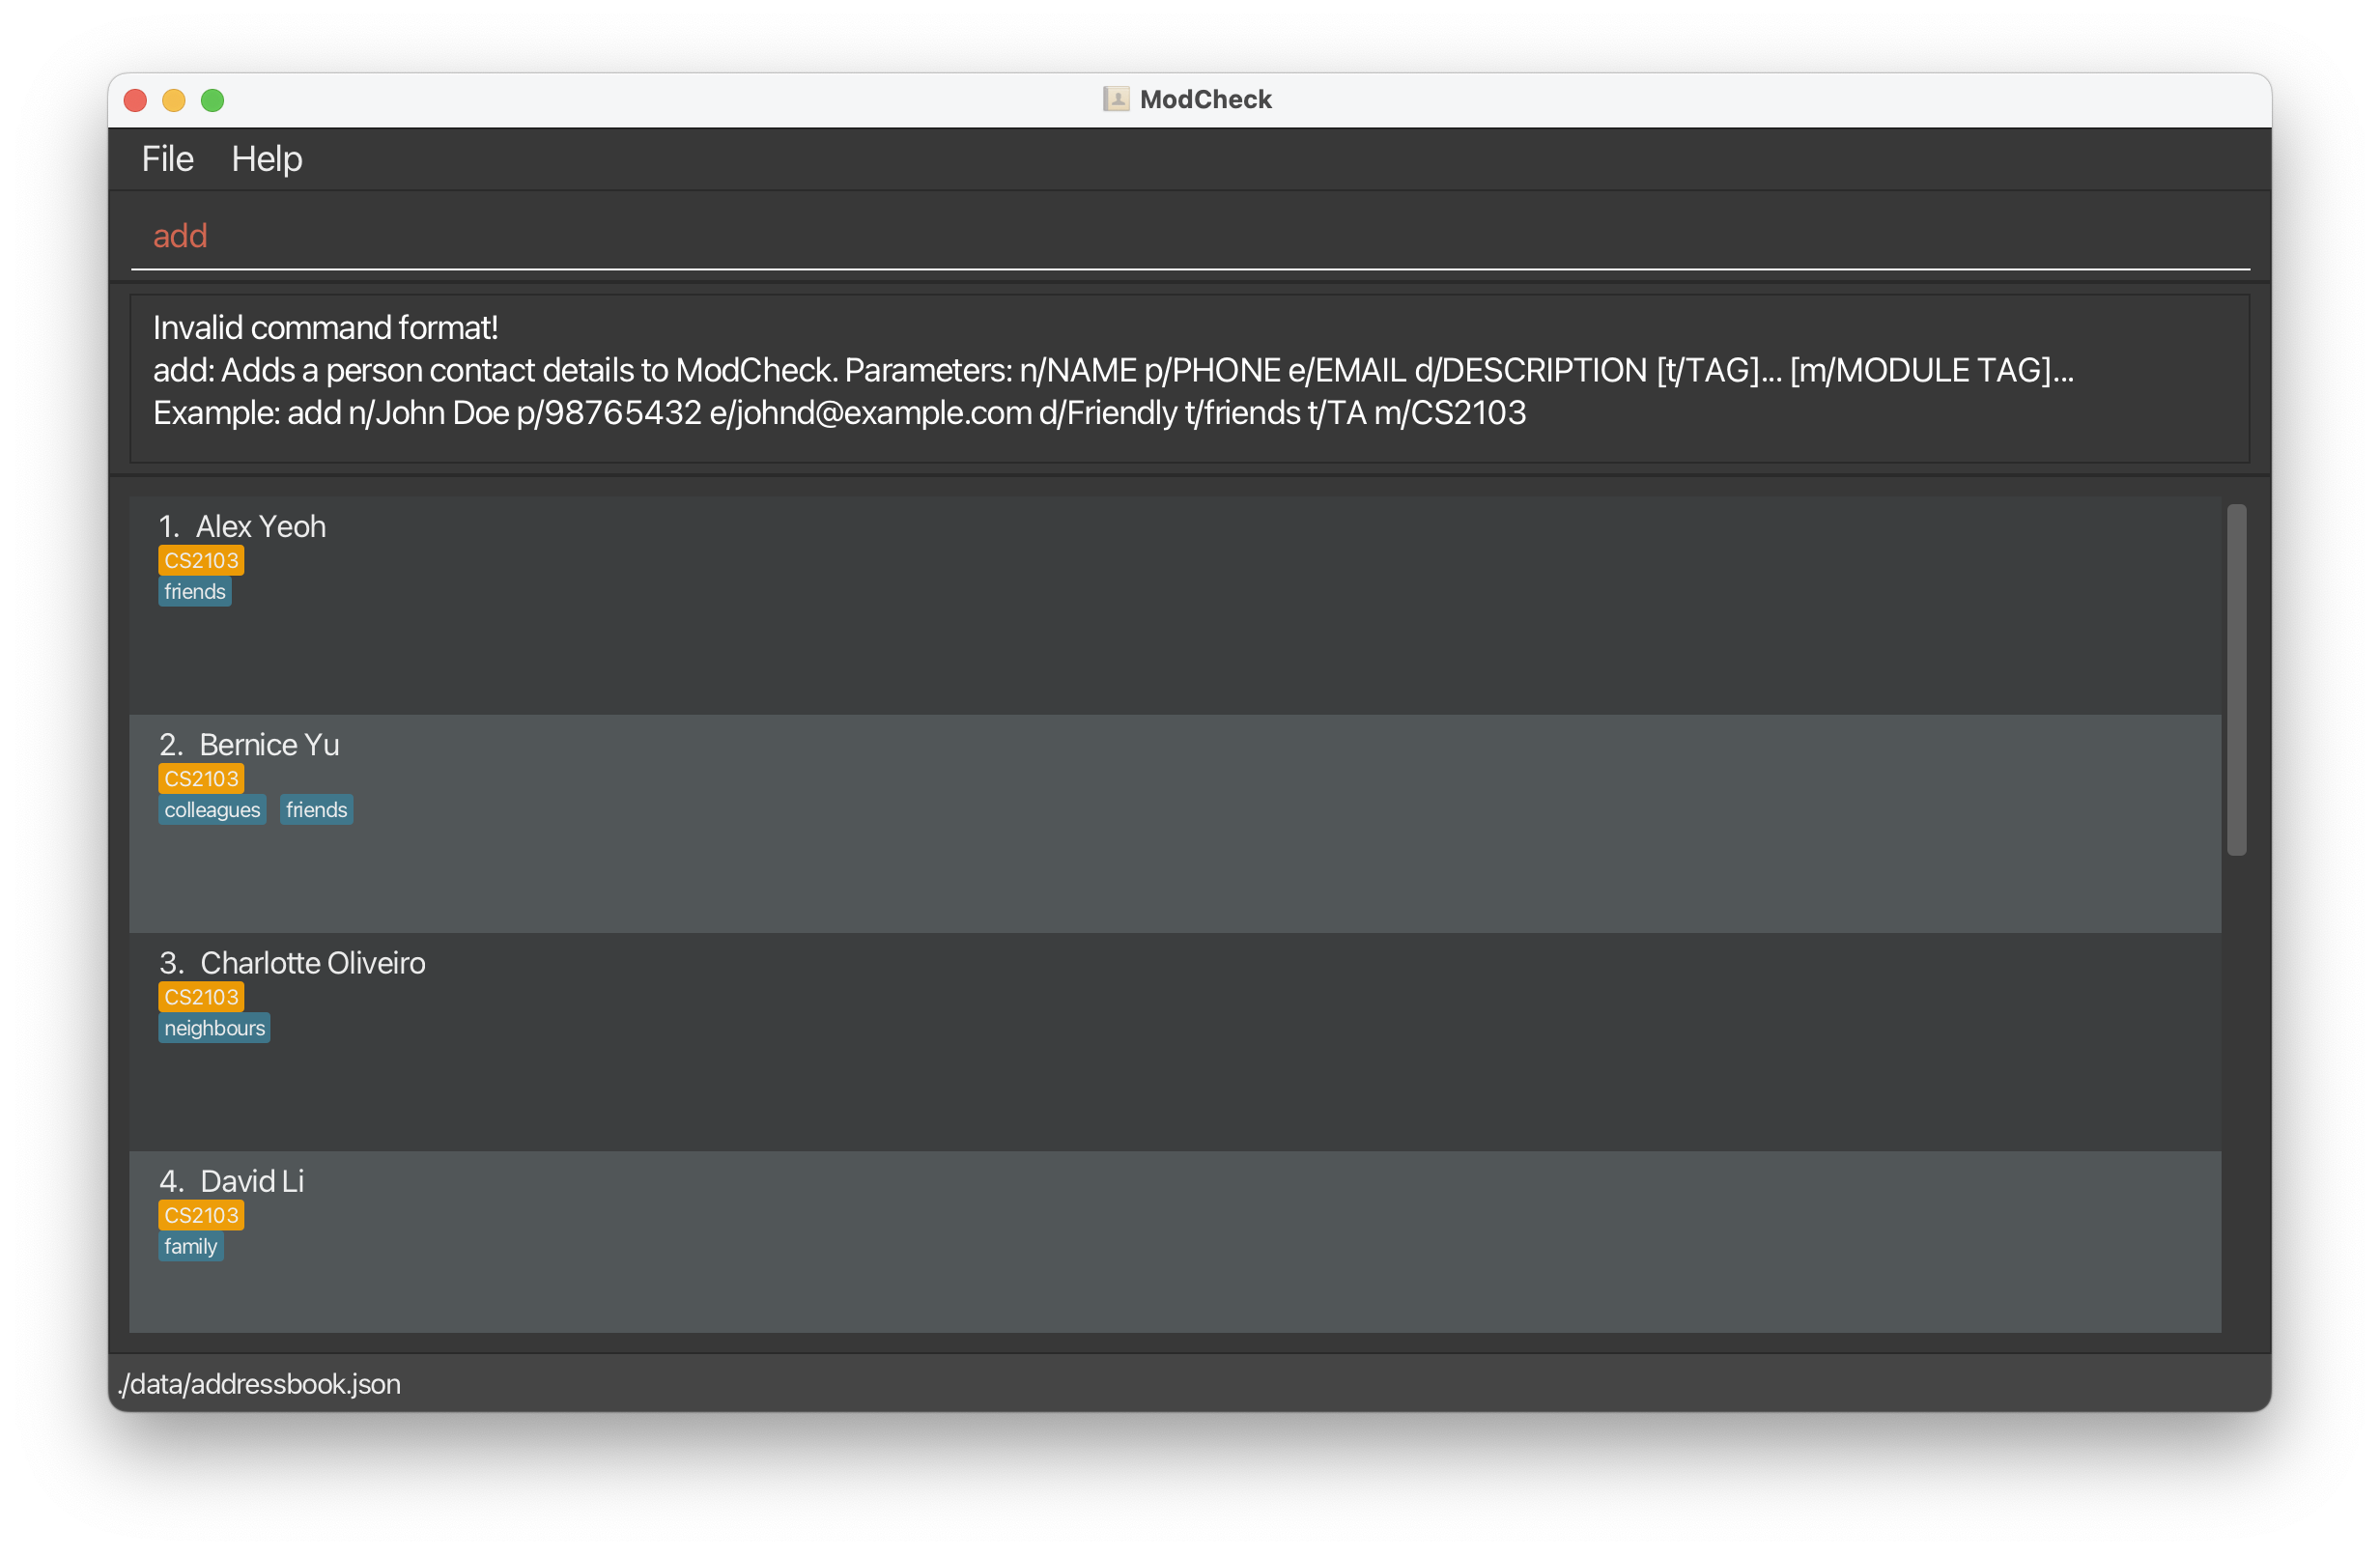 ModCheck
File Help
add
Invalid command format!
add: Adds a person contact details to ModCheck. Parameters: n/NAME p/PHONE e/EMAIL d/DESCRIPTION [t/TAG]... [m/MODULE TAG]...
Example: add n/John Doe p/98765432 e/johnd@example.com d/Friendly t/friends t/TA m/CS2103
1. Alex Yeoh
CS2103
friends
2. Bernice Yu
CS2103
colleagues friends
3. Charlotte Oliveiro
CS2103
neighbours
4. David Li
CS2103
family
./data/addressbook.json